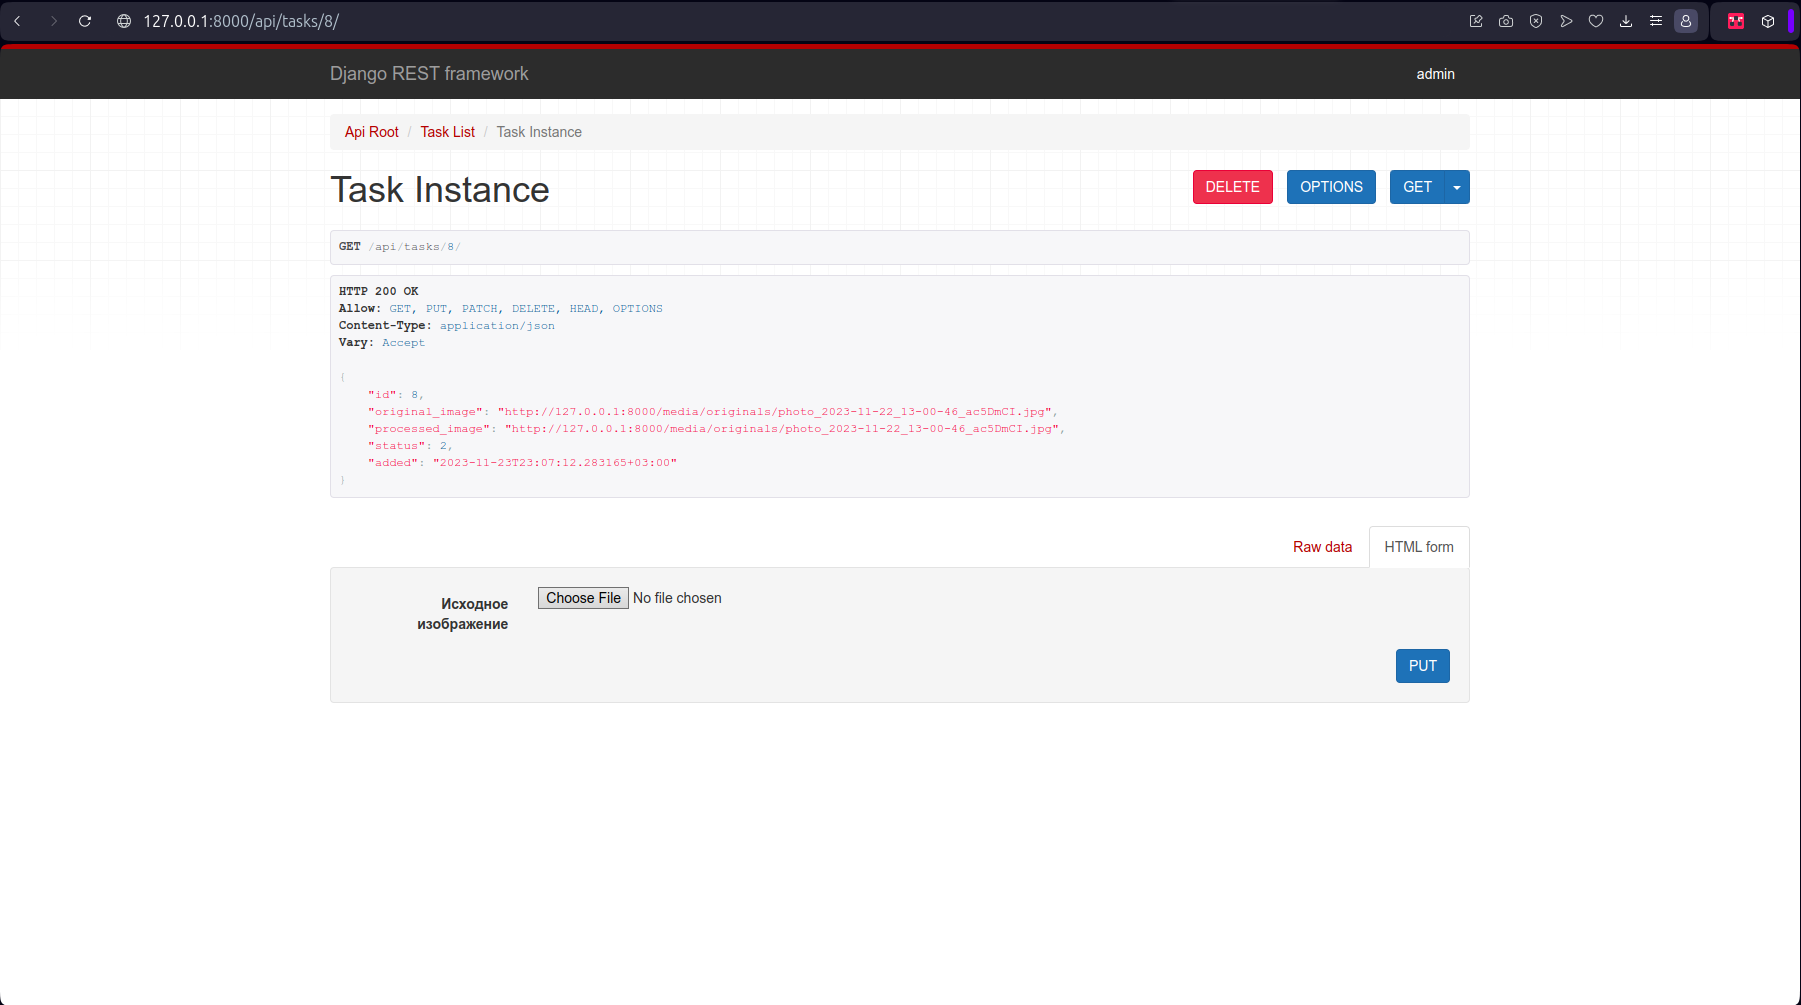 127.0.0.1:8000/api/tasks/8/
Django REST framework
admin
Api Root / Task List / Task Instance
Task Instance
DELETE
OPTIONS
GET
GET /api/tasks/8/
HTTP 200 OK
Allow: GET, PUT, PATCH, DELETE, HEAD, OPTIONS
Content-Type: application/json
Vary: Accept
{
"id": 8,
"original_image": "http://127.0.0.1:8000/media/originals/photo_2023-11-22_13-00-46_ac5DmCI.jpg",
"processed_image": "http://127.0.0.1:8000/media/originals/photo_2023-11-22_13-00-46_ac5DmCI.jpg",
"status": 2,
"added": "2023-11-23T23:07:12.283165+03:00"
}
Raw data
HTML form
Исходное
изображение
Choose File No file chosen
PUT